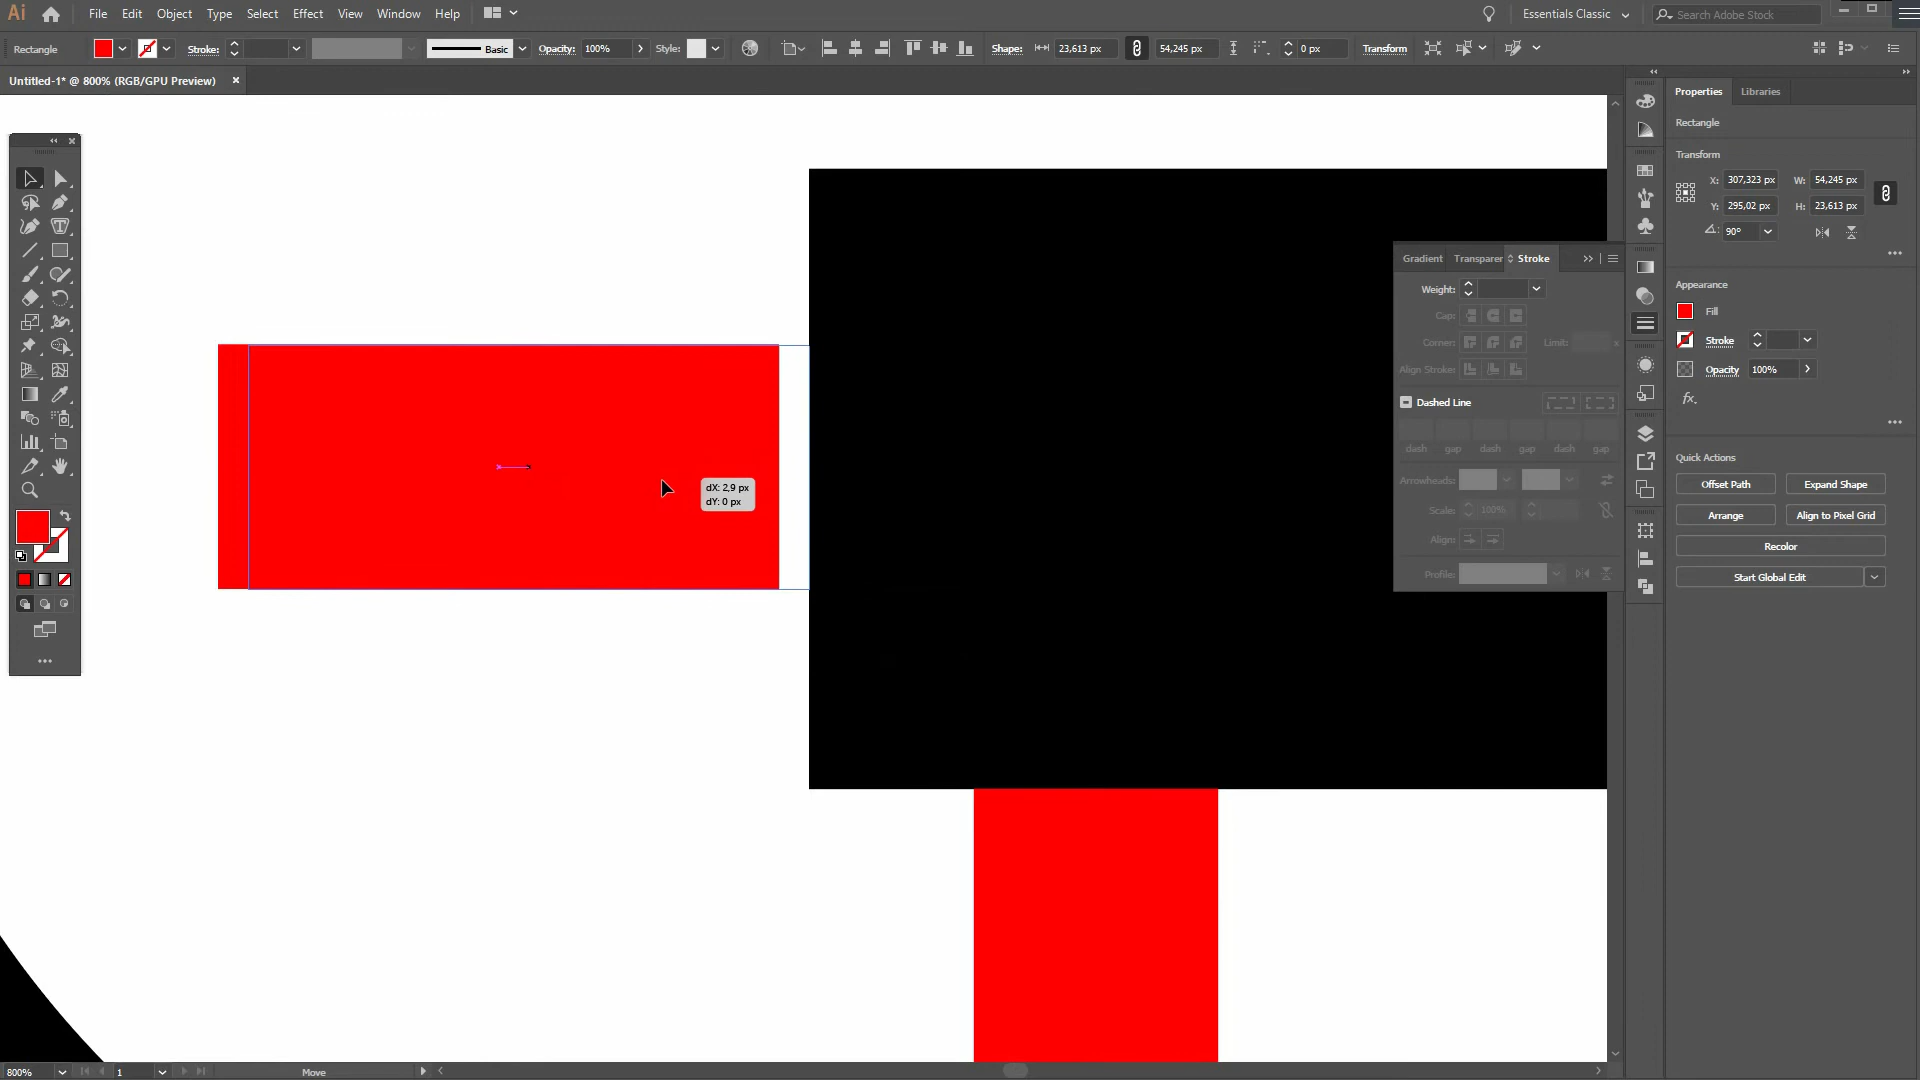 Ai File Edit Object Type Select Effect View Window Help Essentials Classic Search Adobe Stock
Rectangle Stroke: Basic Opacity: 100% Style: Shape: 23,613 px 54,245 px 0 px Transform
Untitled-1* @ 800% (RGB/GPU Preview) ×
Properties Libraries
Rectangle
Transform
X: 307,323 px W: 54,245 px
Y: 295,02 px H: 23,613 px
90°
Appearance
Fill
Stroke
Opacity 100%
fx.
Quick Actions
Offset Path Expand Shape
Arrange Align to Pixel Grid
Recolor
Start Global Edit
Gradient Transparer Stroke
Weight:
Cap:
Corner: Limit: x
Align Stroke:
Dashed Line
dash gap dash gap dash gap
Arrowheads:
Scale: 100%
Align:
Profile:
dX: 2,9 px
dY: 0 px
800% 1 Move